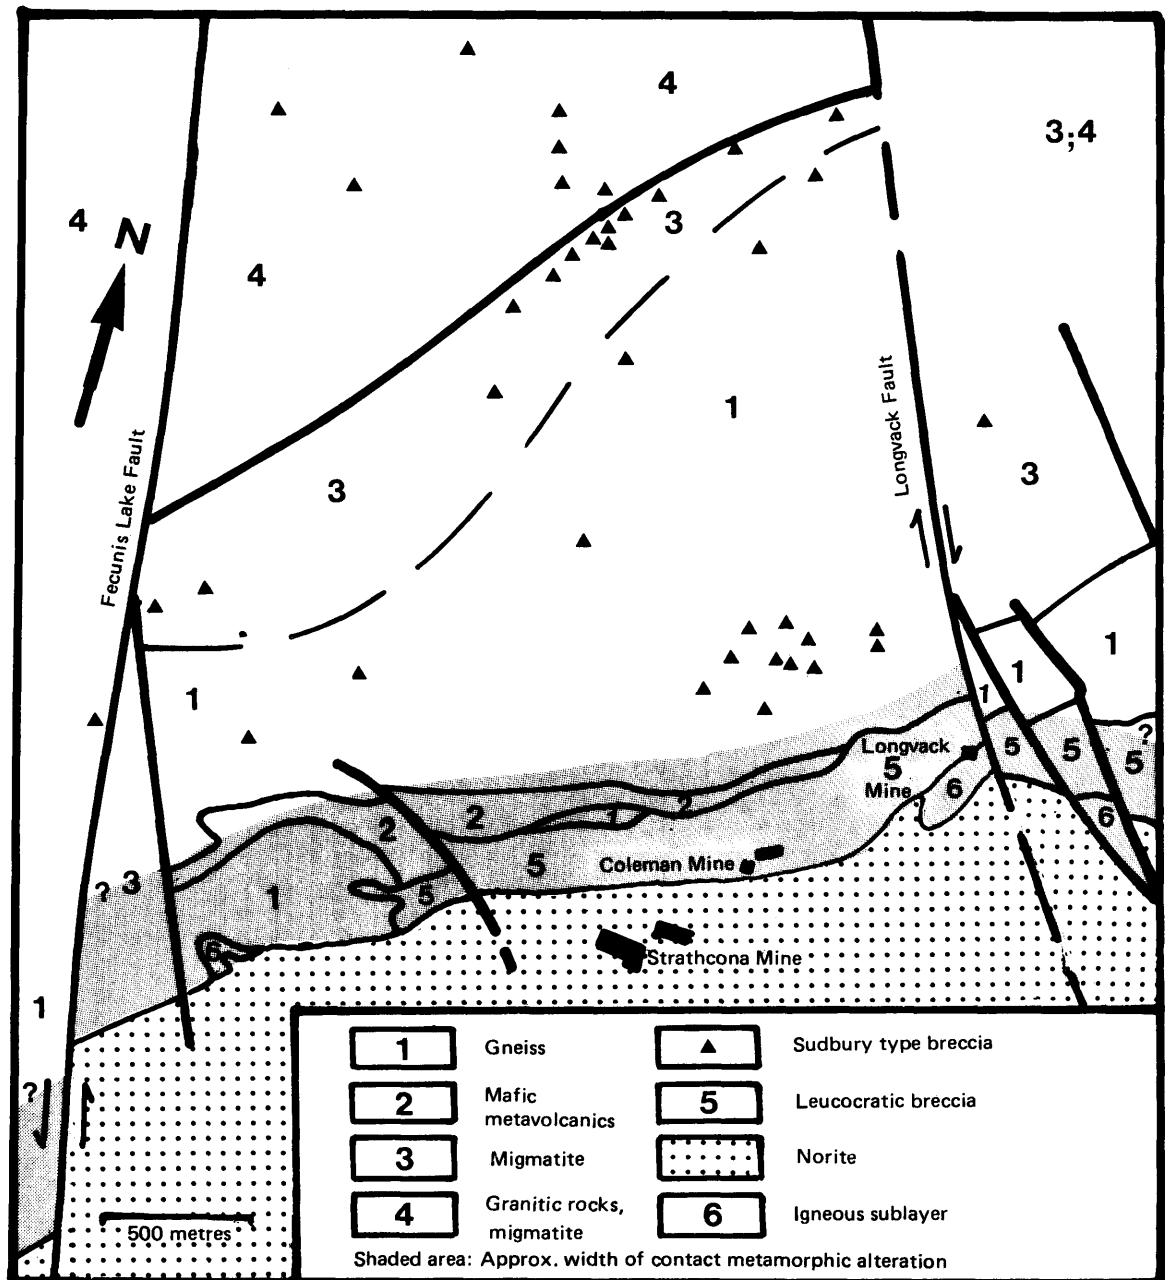 4
3;4
4
N
3
4
1
Longvack Fault
3
3
Fecunis Lake Fault
1
1
1
1
?
Longvack
5
Mine
5
5
5
6
2
2
2
1
6
5
Coleman Mine
? 3
1
5
6
Strathcona Mine
1
?
500 metres
1 Gneiss
2 Mafic
metavolcanics
3 Migmatite
4 Granitic rocks,
migmatite
Sudbury type breccia
5 Leucocratic breccia
Norite
6 Igneous sublayer
Shaded area: Approx. width of contact metamorphic alteration